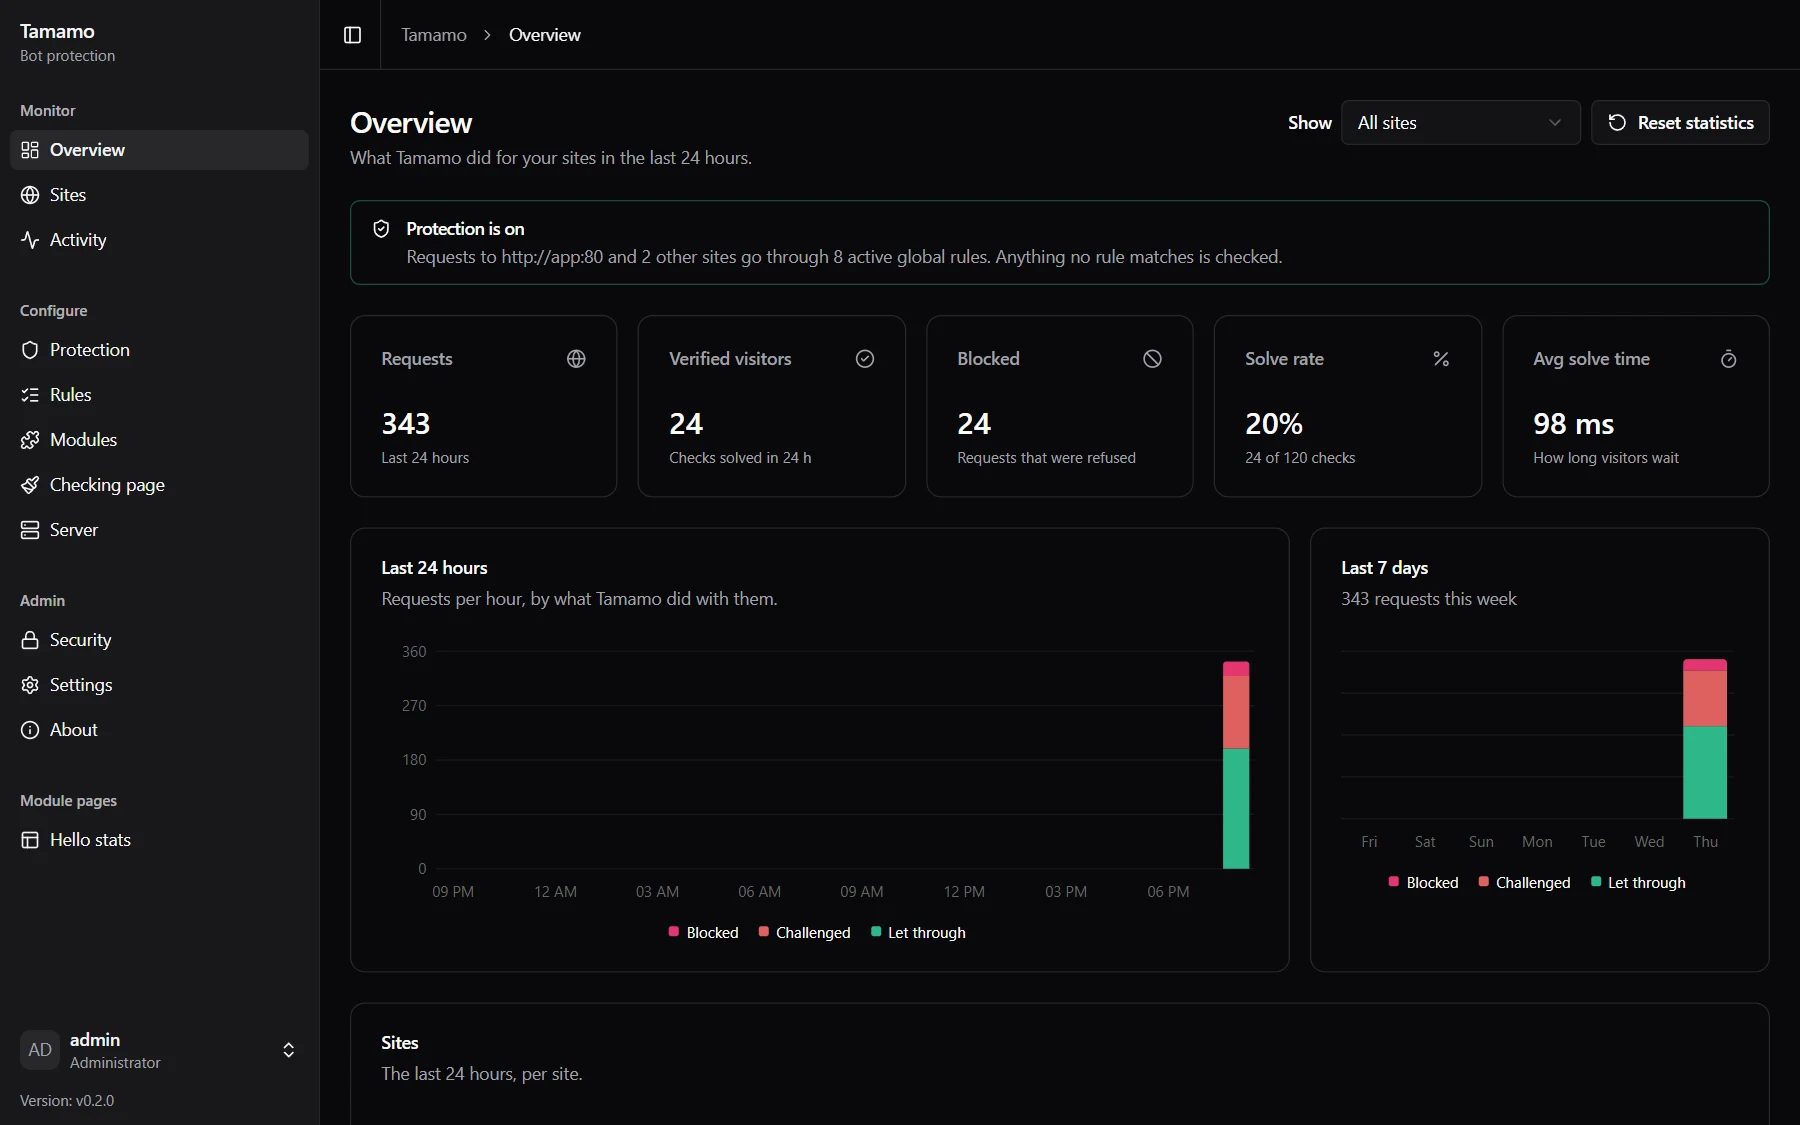 Tamamo
Bot protection
Monitor
Overview
Sites
Activity
Configure
Protection
Rules
Modules
Checking page
Server
Admin
Security
Settings
About
Module pages
Hello stats
AD
admin
Administrator
Version: v0.2.0
Tamamo > Overview
Overview
What Tamamo did for your sites in the last 24 hours.
Show All sites Reset statistics
Protection is on
Requests to http://app:80 and 2 other sites go through 8 active global rules. Anything no rule matches is checked.
Requests
343
Last 24 hours
Verified visitors
24
Checks solved in 24 h
Blocked
24
Requests that were refused
Solve rate
20%
24 of 120 checks
Avg solve time
98 ms
How long visitors wait
Last 24 hours
Requests per hour, by what Tamamo did with them.
360
270
180
90
0
09 PM 12 AM 03 AM 06 AM 09 AM 12 PM 03 PM 06 PM
Blocked Challenged Let through
Last 7 days
343 requests this week
Fri Sat Sun Mon Tue Wed Thu
Blocked Challenged Let through
Sites
The last 24 hours, per site.